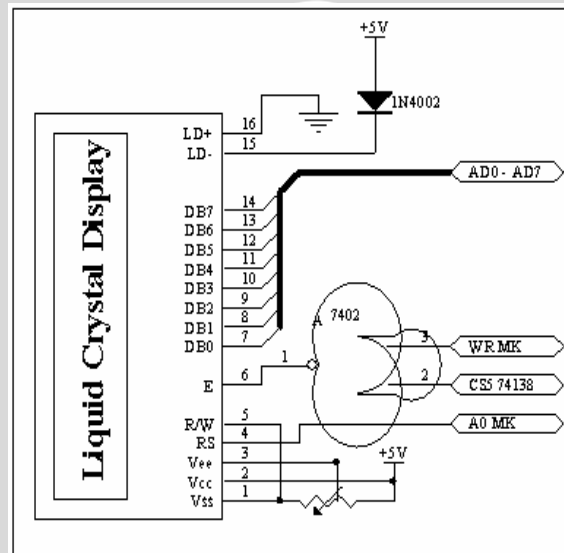 +5V
1N4002
16
LD+
15
LD-
AD0 - AD7
14
DB7
13
DB6
12
DB5
11
DB4
10
DB3
9
DB2
8
DB1
7
DB0
Liquid Crystal Display
A 7402
1
3
WR MK
2
CS5 74138
6
E
5
R/W
4
RS
A0 MK
3
Vee
+5V
2
Vcc
1
Vss